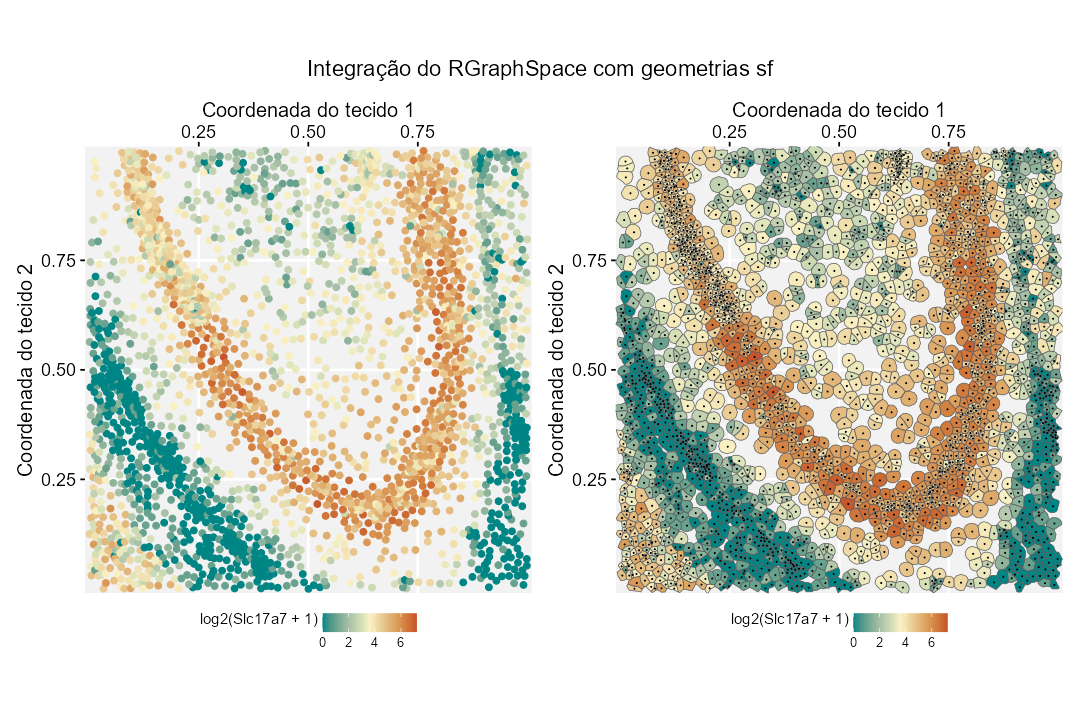 Integração do RGraphSpace com geometrias sf
Coordenada do tecido 1
0.25 0.50 0.75
Coordenada do tecido 2
0.75
0.50
0.25
log2(Slc17a7 + 1)
0 2 4 6
Coordenada do tecido 1
0.25 0.50 0.75
Coordenada do tecido 2
0.75
0.50
0.25
log2(Slc17a7 + 1)
0 2 4 6